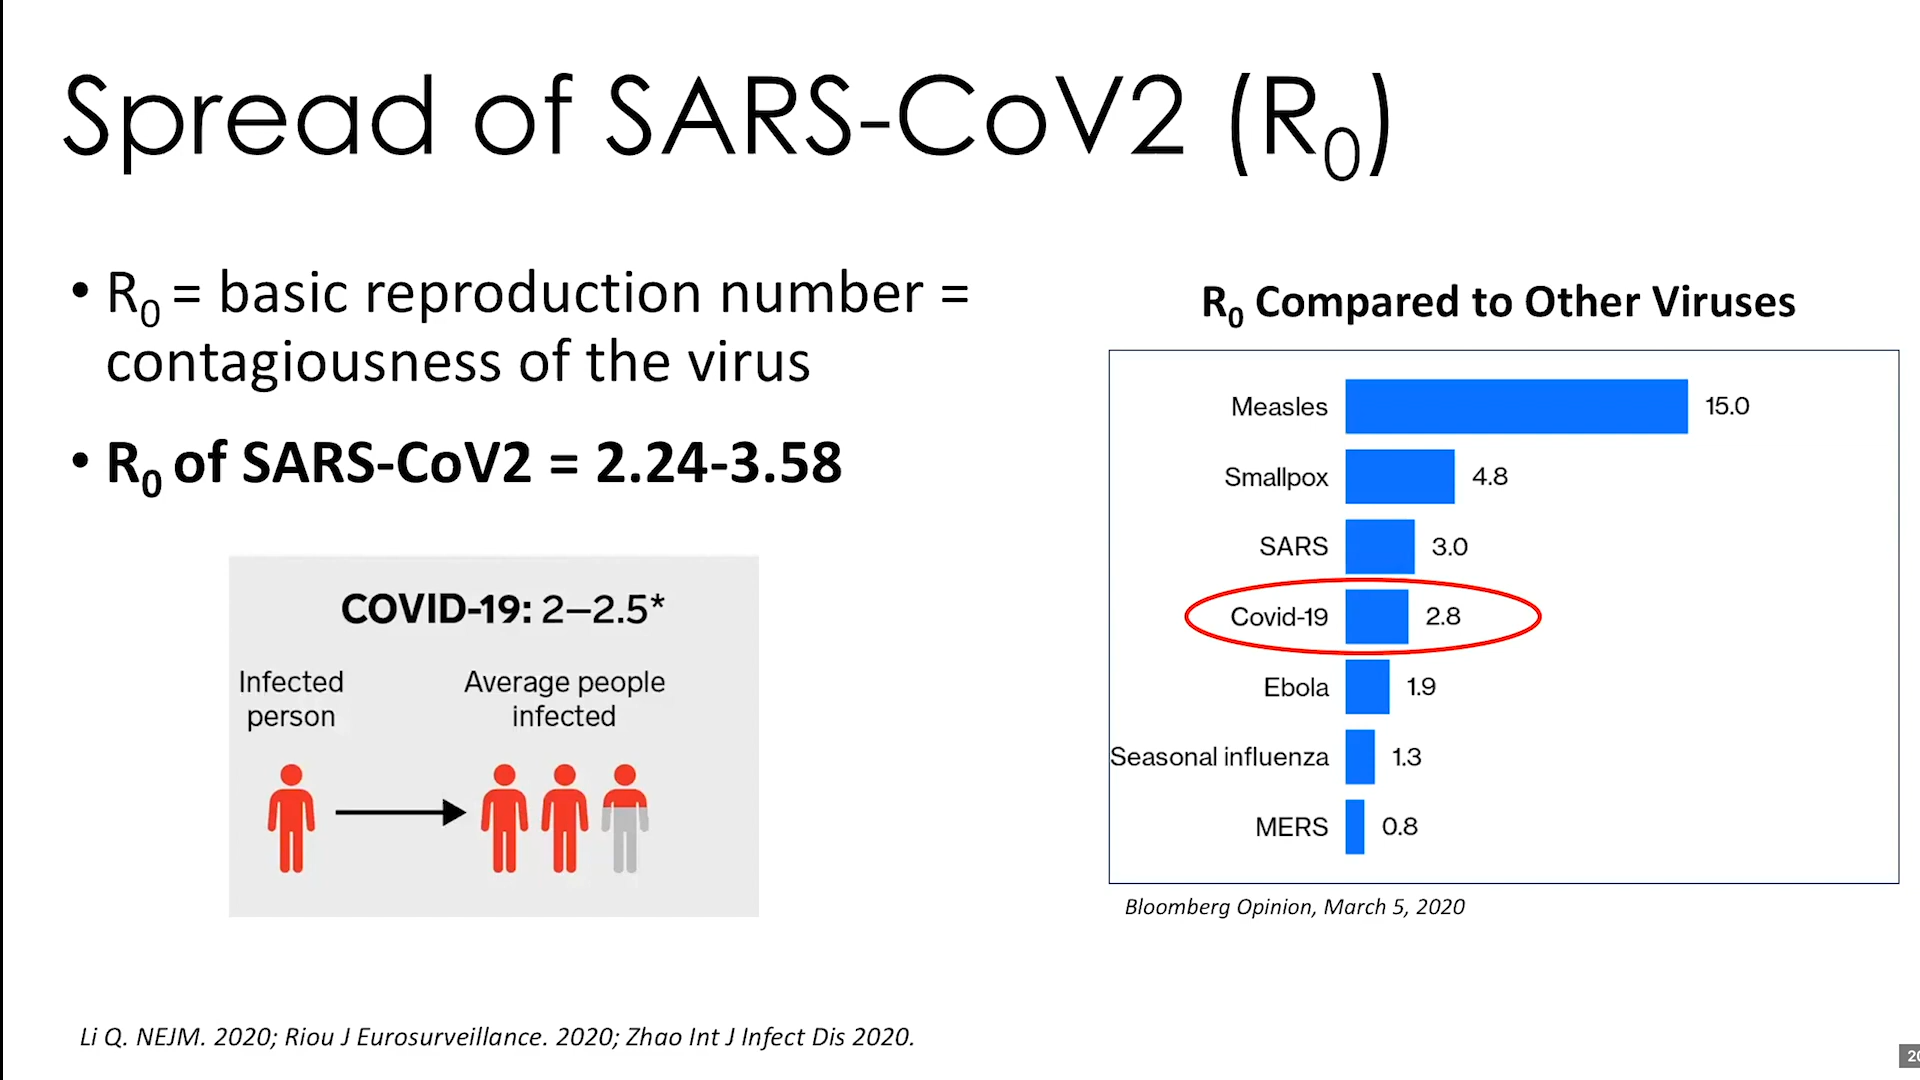 Spread of SARS-CoV2 (R0)
• R0 = basic reproduction number =
contagiousness of the virus
• R0 of SARS-CoV2 = 2.24-3.58
COVID-19: 2–2.5*
Infected
person
Average people
infected
R0 Compared to Other Viruses
Measles 15.0
Smallpox 4.8
SARS 3.0
Covid-19 2.8
Ebola 1.9
Seasonal influenza 1.3
MERS 0.8
Bloomberg Opinion, March 5, 2020
Li Q. NEJM. 2020; Riou J Eurosurveillance. 2020; Zhao Int J Infect Dis 2020.